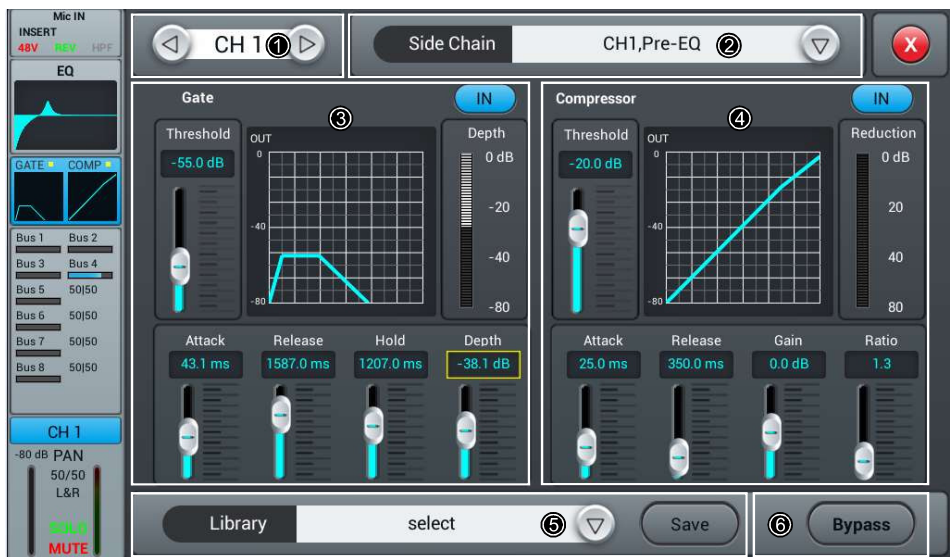 Mic IN
INSERT
48V REV HPF
EQ
GATE COMP
Bus 1 Bus 2
Bus 3 Bus 4
Bus 5 50|50
Bus 6 50|50
Bus 7 50|50
Bus 8 50|50
CH 1
-80 dB PAN
50/50
L&R
SOLO
MUTE
CH 1 ①
Side Chain CH1,Pre-EQ ②
X
Gate IN
③
Threshold OUT Depth
-55.0 dB
0 0 dB
-20
-40 -40
-80 -80
Attack Release Hold Depth
43.1 ms 1587.0 ms 1207.0 ms -38.1 dB
Compressor IN
④
Threshold OUT Reduction
-20.0 dB
0 0 dB
20
-40 40
-80 80
Attack Release Gain Ratio
25.0 ms 350.0 ms 0.0 dB 1.3
Library select ⑤ Save
⑥ Bypass